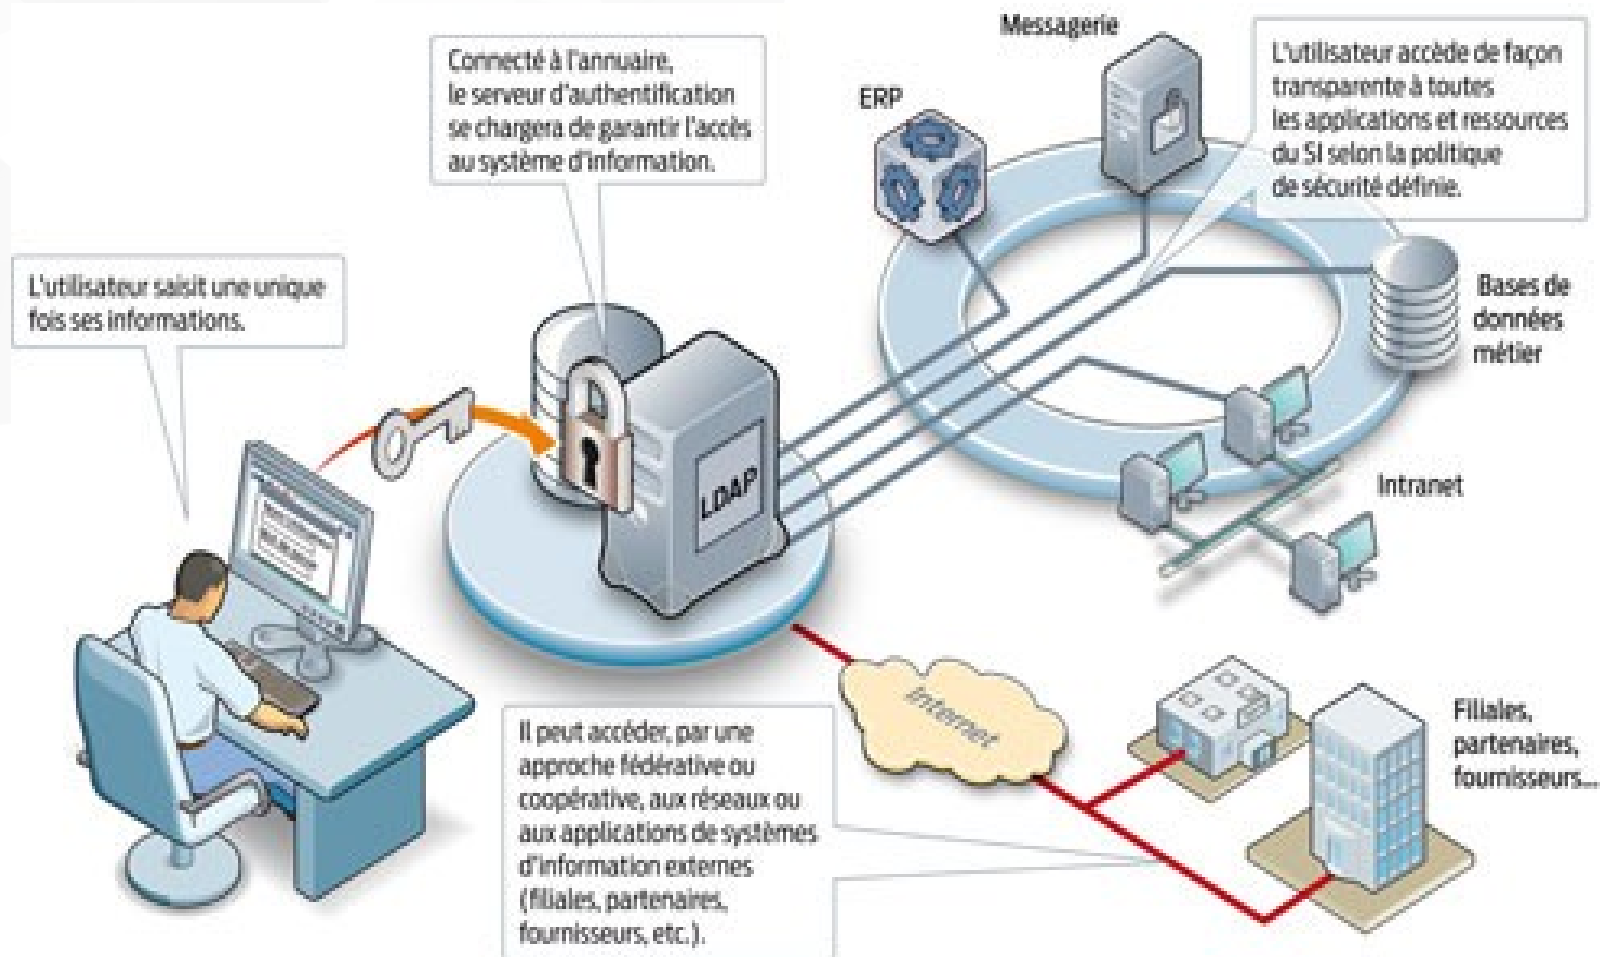 Messagerie
Connecté à l'annuaire,
le serveur d'authentification
se chargera de garantir l'accès
au système d'information.
ERP
L'utilisateur accède de façon
transparente à toutes
les applications et ressources
du SI selon la politique
de sécurité définie.
L'utilisateur saisit une unique
fois ses informations.
Bases de
données
métier
LDAP
Intranet
Internet
Il peut accéder, par une
approche fédérative ou
coopérative, aux réseaux ou
aux applications de systèmes
d'information externes
(filiales, partenaires,
fournisseurs, etc.).
Filiales,
partenaires,
fournisseurs...